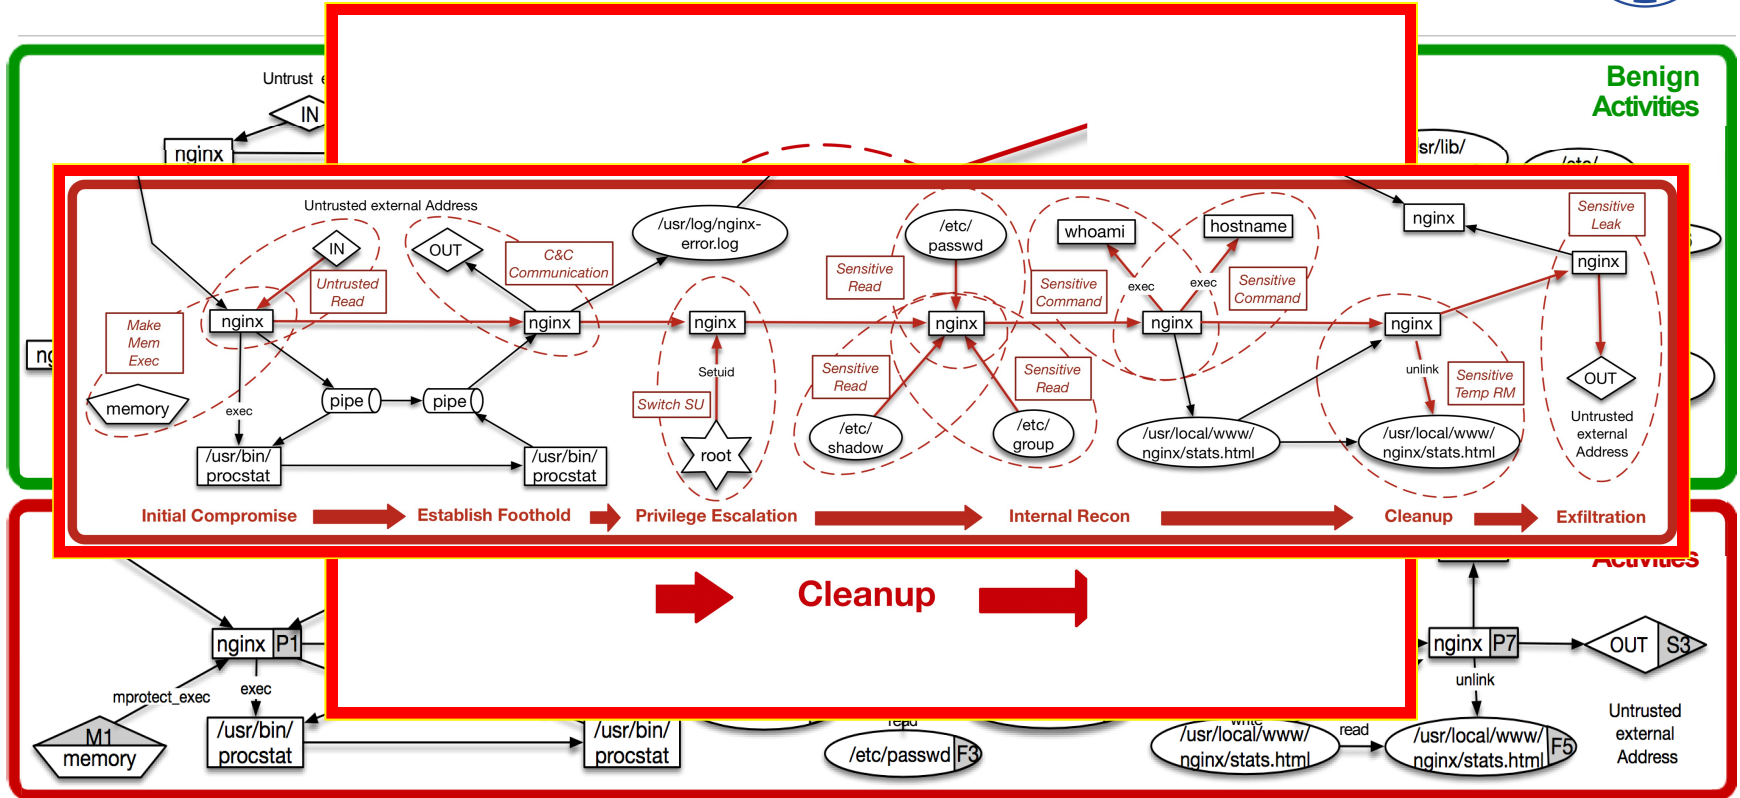 Benign
Activities
Untrust
IN
nginx
sr/lib/
Untrusted external Address
IN
OUT
Untrusted
Read
C&C
Communication
/usr/log/nginx-
error.log
/etc/
passwd
whoami
hostname
nginx
Sensitive
Leak
nginx
Sensitive
Read
Sensitive
Command
exec
exec
Sensitive
Command
Make
Mem
Exec
nginx
nginx
nginx
nginx
nginx
nginx
memory
exec
pipe
pipe
Setuid
Switch SU
Sensitive
Read
Sensitive
Read
unlink
Sensitive
Temp RM
OUT
Untrusted
external
Address
/usr/bin/
procstat
/usr/bin/
procstat
root
/etc/
shadow
/etc/
group
/usr/local/www/
nginx/stats.html
/usr/local/www/
nginx/stats.html
Initial Compromise
Establish Foothold
Privilege Escalation
Internal Recon
Cleanup
Exfiltration
Activities
Cleanup
nginx P1
mprotect_exec
exec
M1
memory
/usr/bin/
procstat
/usr/bin/
procstat
read
/etc/passwd F3
write
/usr/local/www/
nginx/stats.html
read
nginx P7
OUT S3
unlink
/usr/local/www/
nginx/stats.html F5
Untrusted
external
Address